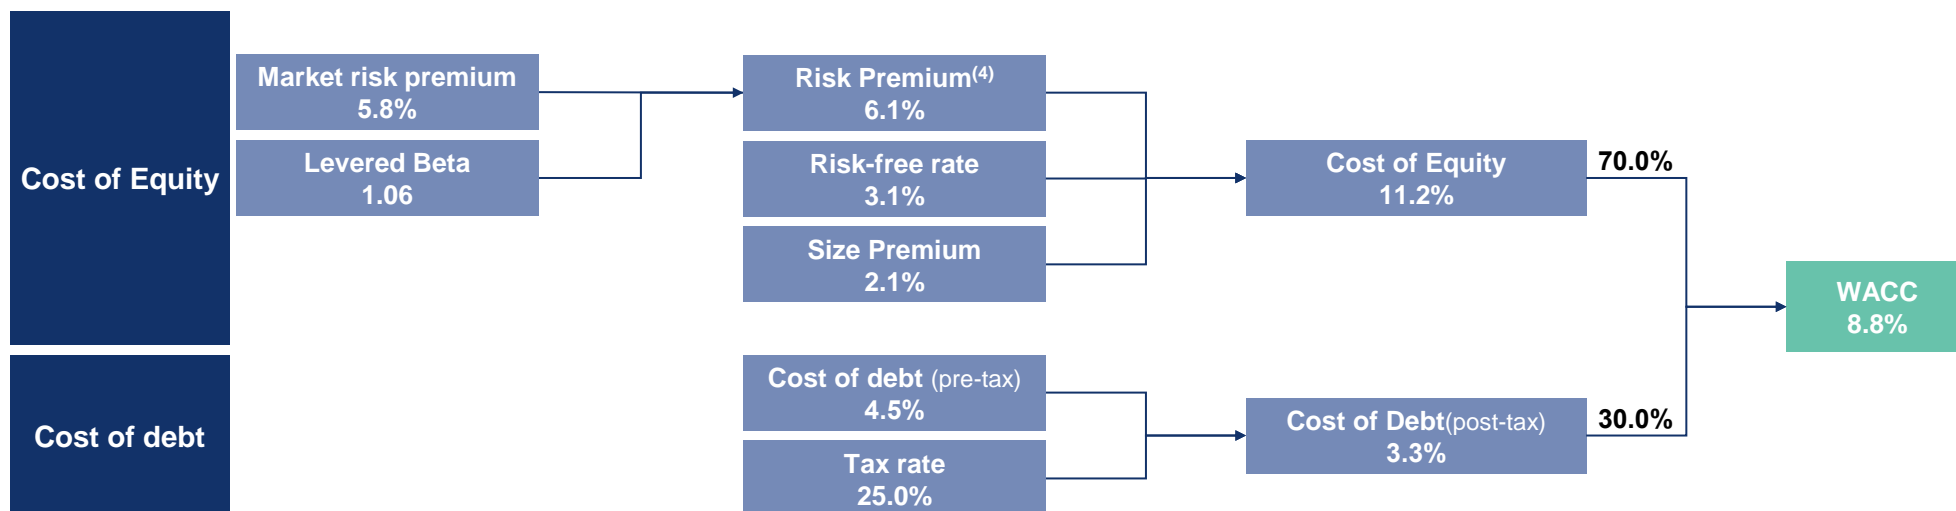 Cost of Equity
Market risk premium
5.8%
Levered Beta
1.06
Risk Premium(4)
6.1%
Risk-free rate
3.1%
Size Premium
2.1%
Cost of Equity
11.2%
70.0%
WACC
8.8%
Cost of debt
Cost of debt (pre-tax)
4.5%
Tax rate
25.0%
Cost of Debt(post-tax)
3.3%
30.0%